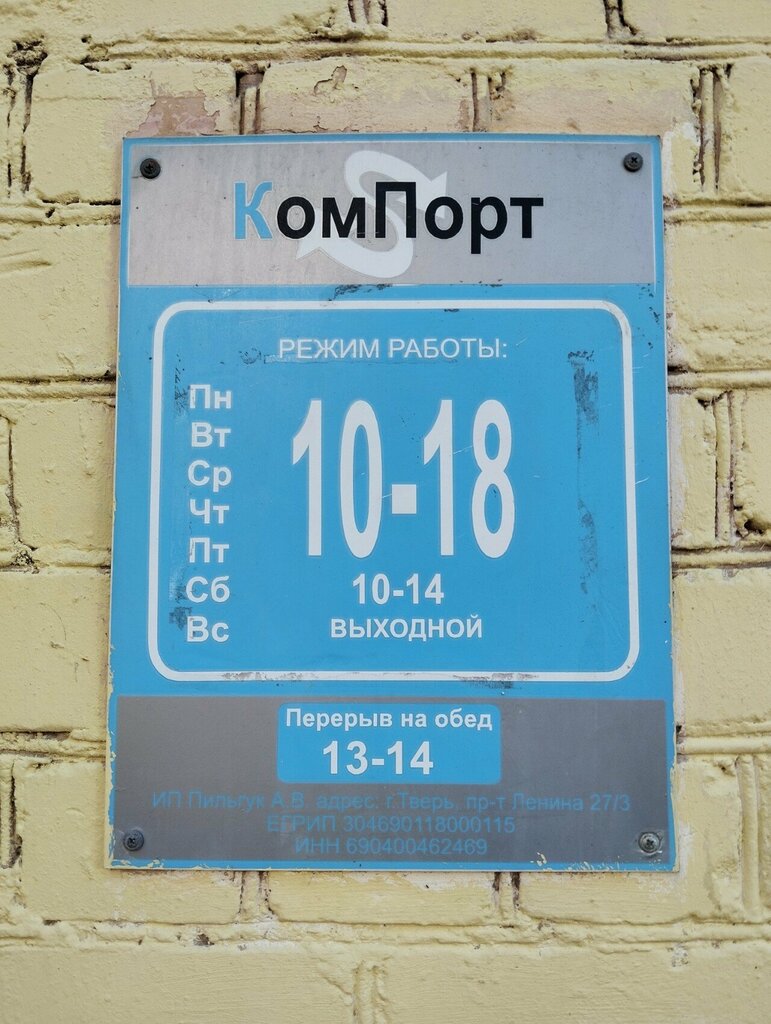 КомПорт
РЕЖИМ РАБОТЫ:
Пн
Вт
Ср
Чт
Пт
10-18
Сб 10-14
Вс ВЫХОДНОЙ
Перерыв на обед
13-14
ИП Пильгук А.В. адрес: г.Тверь, пр-т Ленина 27/3
ЕГРИП 304690118000115
ИНН 690400462469